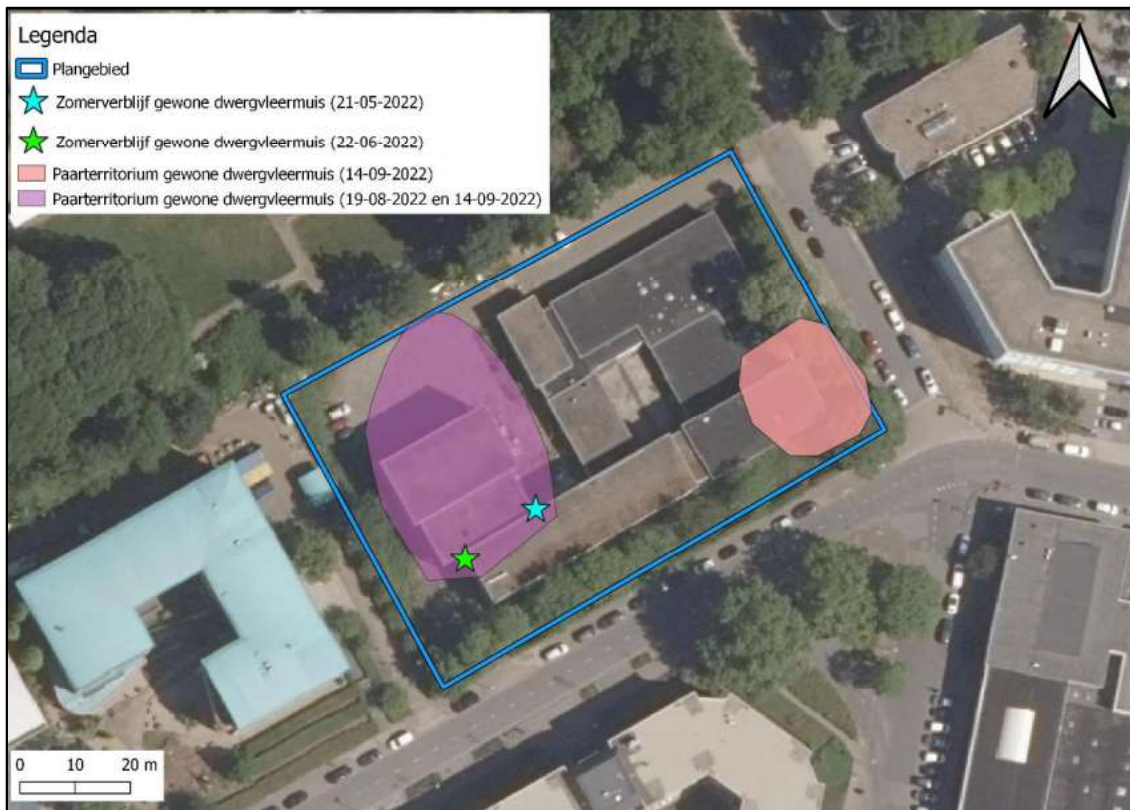 Legenda
Plangebied
Zomerverblijf gewone dwergvleermuis (21-05-2022)
Zomerverblijf gewone dwergvleermuis (22-06-2022)
Paarterritorium gewone dwergvleermuis (14-09-2022)
Paarterritorium gewone dwergvleermuis (19-08-2022 en 14-09-2022)
0 10 20 m